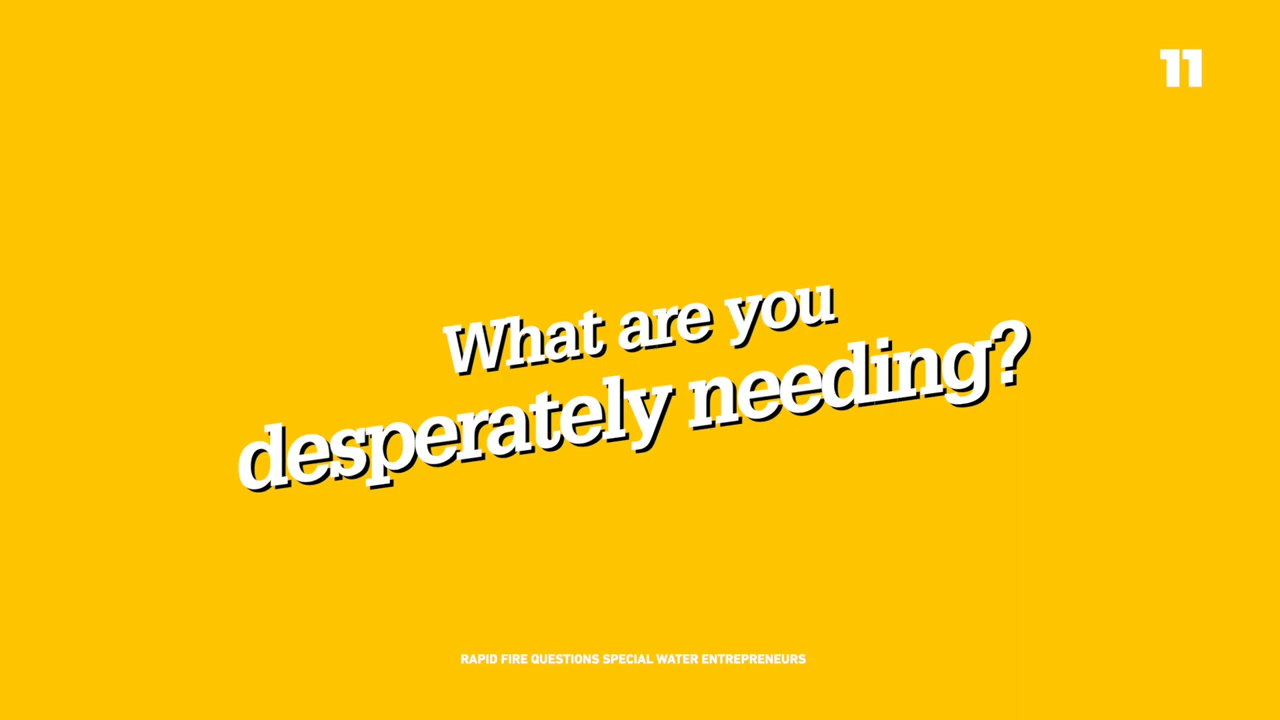 11
What are you
desperately needing?
RAPID FIRE QUESTIONS SPECIAL WATER ENTREPRENEURS